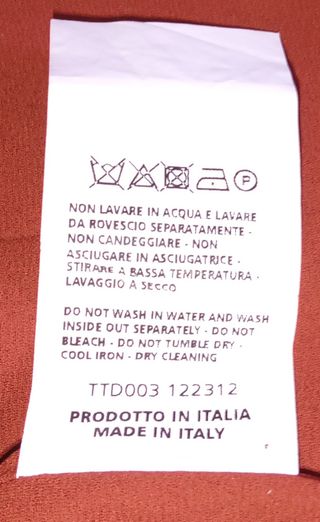 P
NON LAVARE IN ACQUA E LAVARE
DA ROVESCIO SEPARATAMENTE -
NON CANDEGGIARE - NON
ASCIUGARE IN ASCIUGATRICE -
STIRARE A BASSA TEMPERATURA -
LAVAGGIO A SECCO
DO NOT WASH IN WATER AND WASH
INSIDE OUT SEPARATELY - DO NOT
BLEACH - DO NOT TUMBLE DRY -
COOL IRON - DRY CLEANING
TTD003 122312
PRODOTTO IN ITALIA
MADE IN ITALY